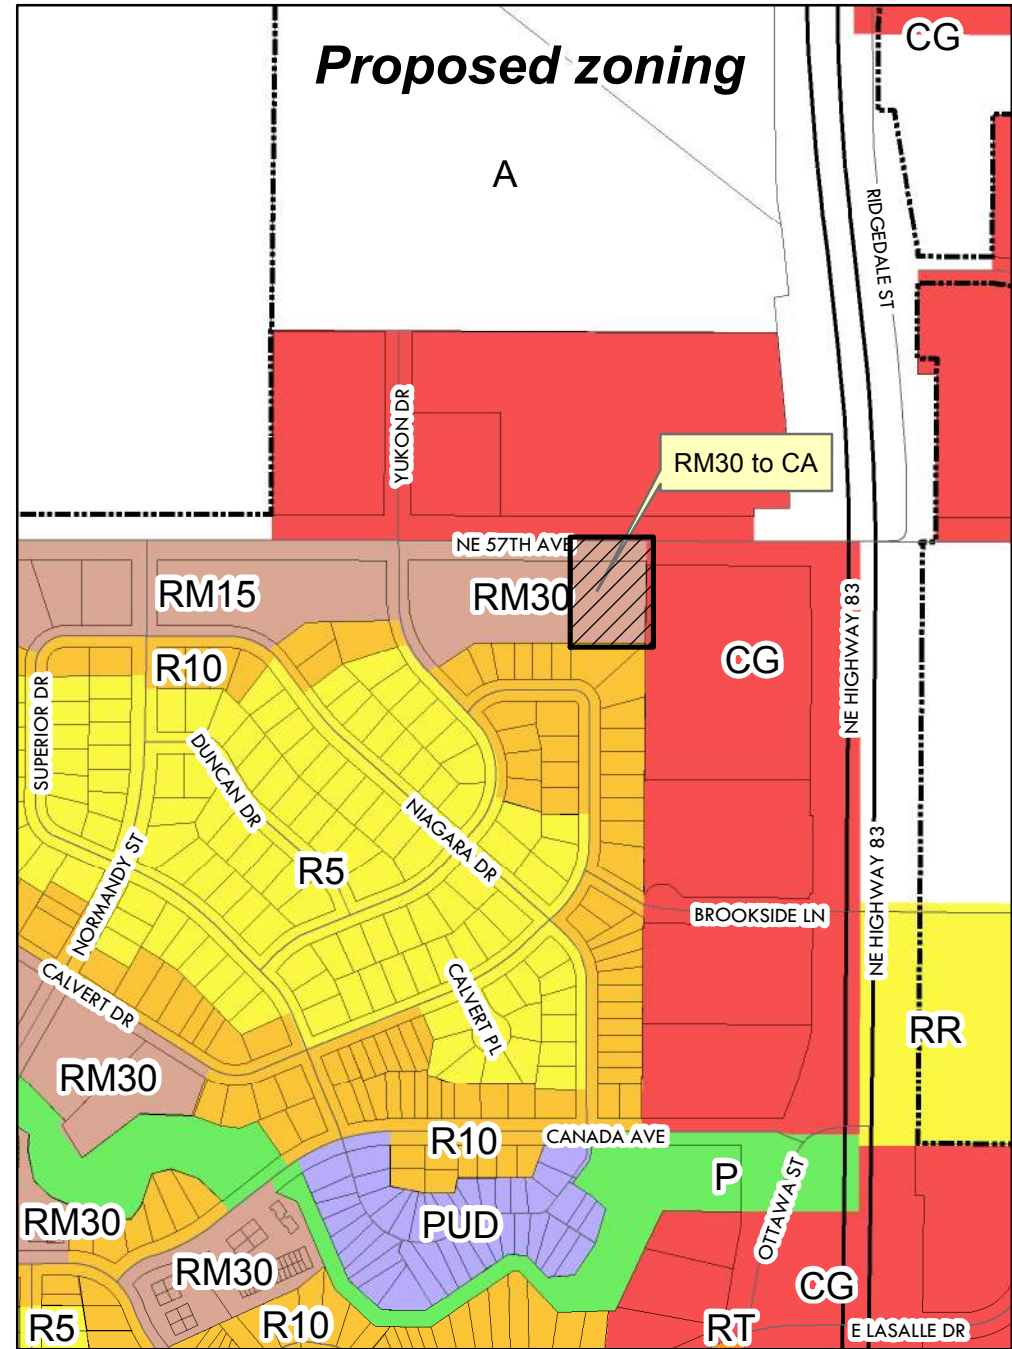 Proposed zoning
CG
A
RIDGEDALE ST
YUKON DR
RM30 to CA
NE 57TH AVE
RM15
RM30
NE HIGHWAY 83
R10
CG
SUPERIOR DR
DUNCAN DR
NIAGARA DR
NORMANDY ST
R5
NE HIGHWAY 83
BROOKSIDE LN
CALVERT DR
CALVERT PL
RR
RM30
R10
CANADA AVE
P
OTTAWA ST
RM30
PUD
RM30
CG
R5
R10
RT
E LASALLE DR